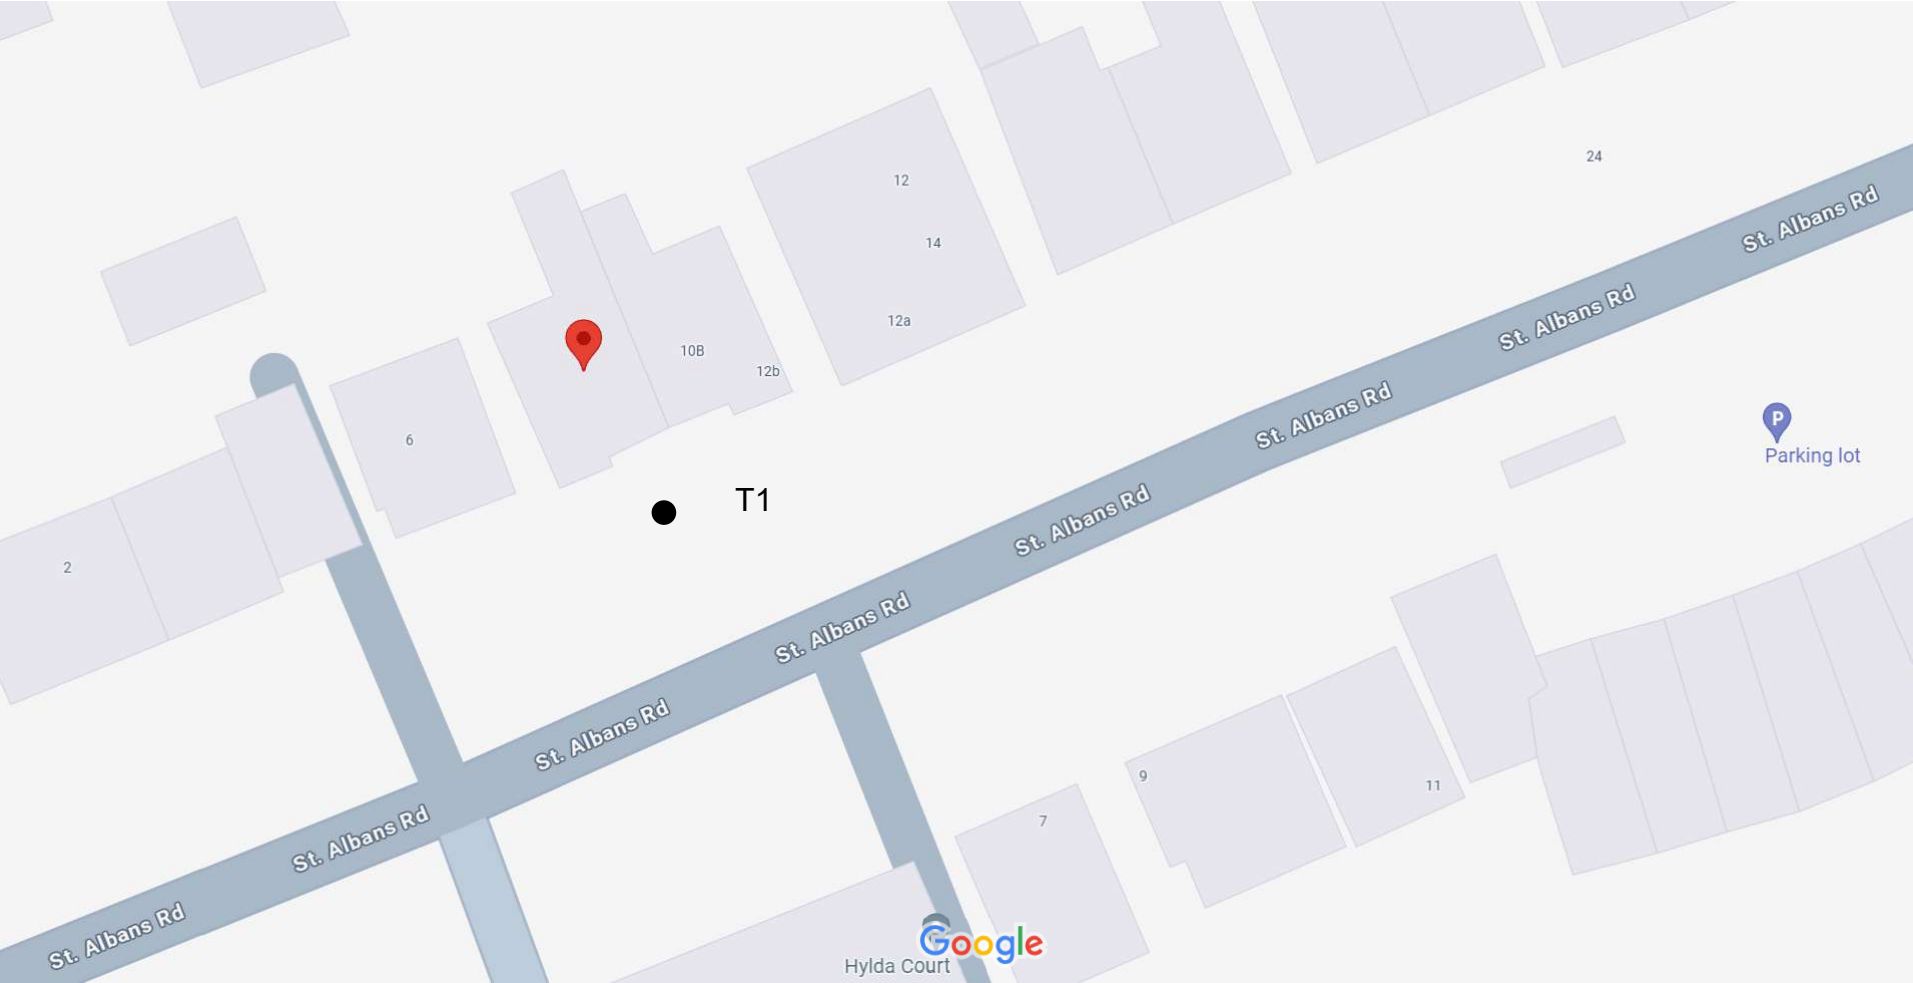 12
24
St. Albans Rd
14
St. Albans Rd
12a
10B
12b
St. Albans Rd
P
Parking lot
6
T1
St. Albans Rd
2
St. Albans Rd
St. Albans Rd
9
11
7
St. Albans Rd
St. Albans Rd
Google
Hylda Court